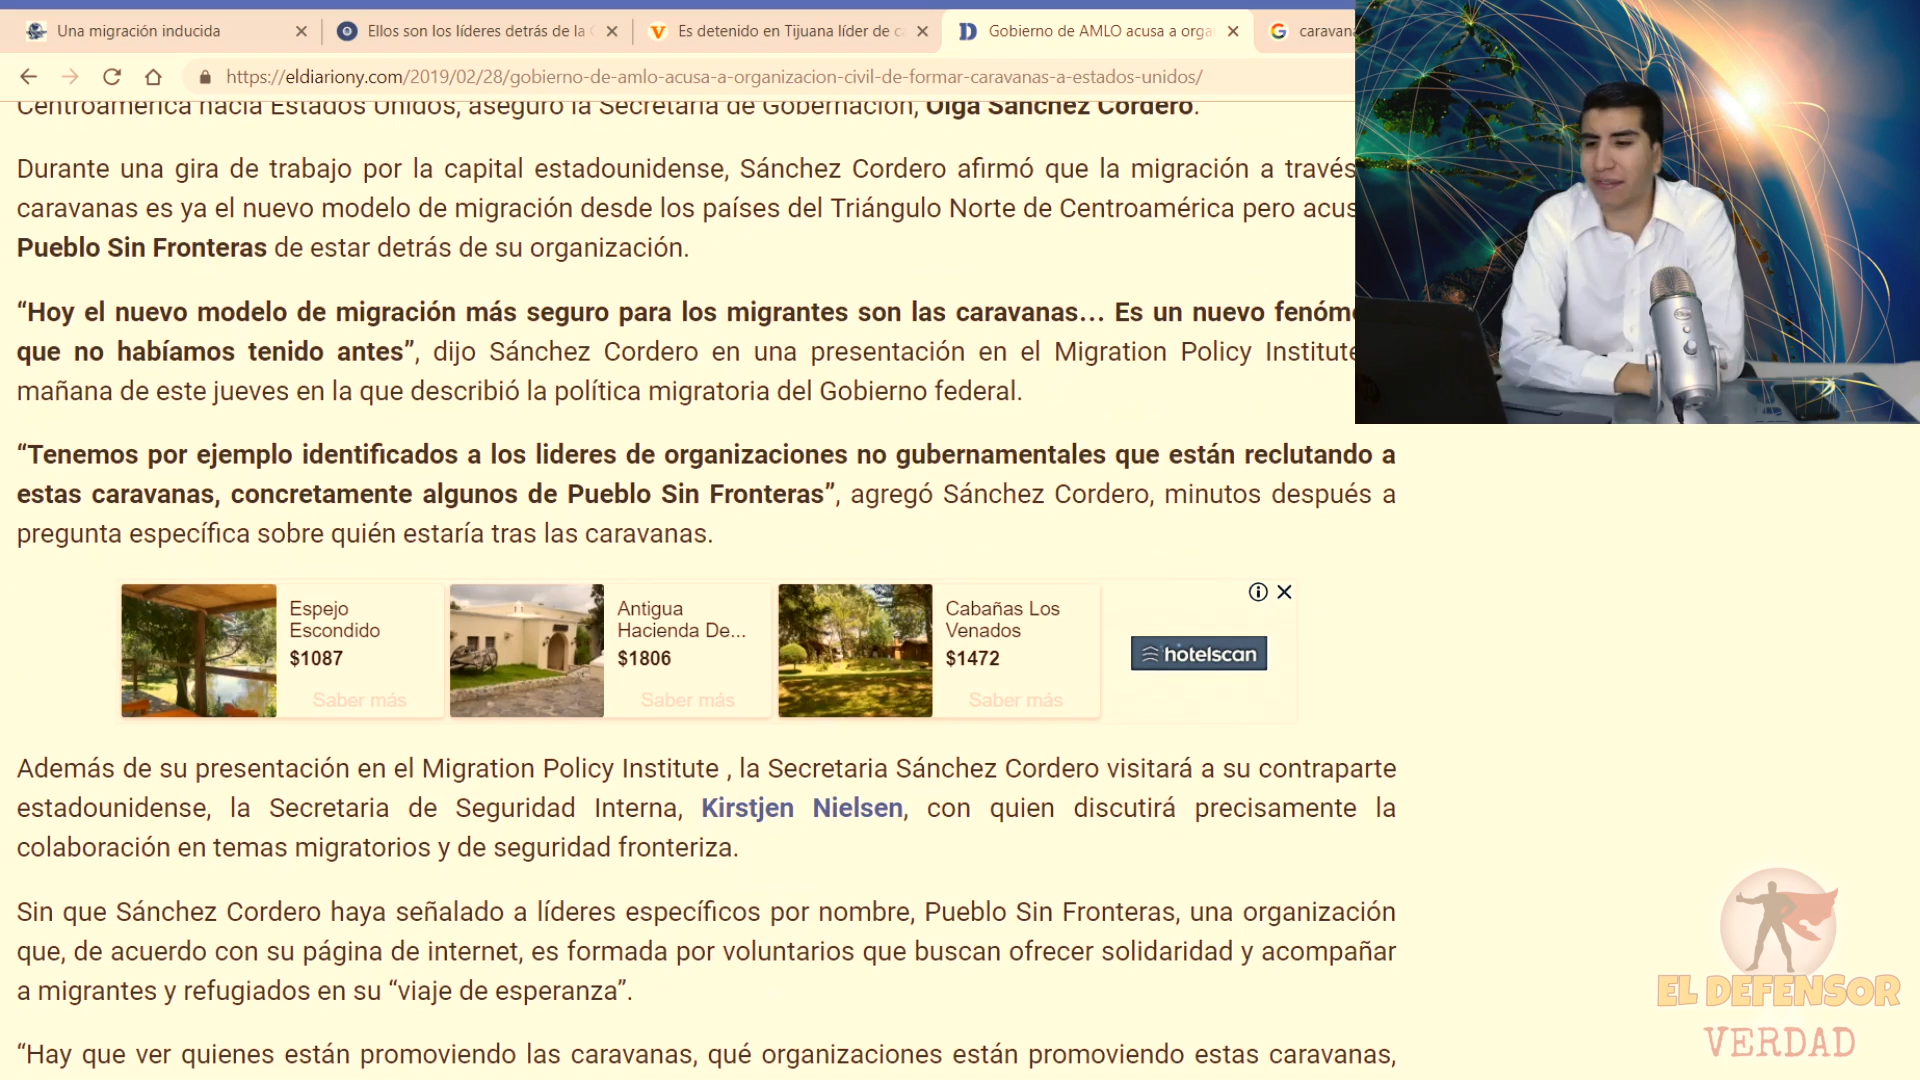 Una migración inducida
Ellos son los líderes detrás de la
Es detenido en Tijuana líder de
Gobierno de AMLO acusa a orga
caravana
https://eldiariony.com/2019/02/28/gobierno-de-amlo-acusa-a-organizacion-civil-de-formar-caravanas-a-estados-unidos/
Centroamérica hacia Estados Unidos, aseguró la Secretaria de Gobernación, Olga Sánchez Cordero.
Durante una gira de trabajo por la capital estadounidense, Sánchez Cordero afirmó que la migración a través
caravanas es ya el nuevo modelo de migración desde los países del Triángulo Norte de Centroamérica pero acus
Pueblo Sin Fronteras de estar detrás de su organización.
“Hoy el nuevo modelo de migración más seguro para los migrantes son las caravanas... Es un nuevo fenóm
que no habíamos tenido antes”, dijo Sánchez Cordero en una presentación en el Migration Policy Institute
mañana de este jueves en la que describió la política migratoria del Gobierno federal.
“Tenemos por ejemplo identificados a los lideres de organizaciones no gubernamentales que están reclutando a
estas caravanas, concretamente algunos de Pueblo Sin Fronteras”, agregó Sánchez Cordero, minutos después a
pregunta específica sobre quién estaría tras las caravanas.
Espejo
Escondido
$1087
Saber más
Antigua
Hacienda De...
$1806
Saber más
Cabañas Los
Venados
$1472
Saber más
hotelscan
Además de su presentación en el Migration Policy Institute , la Secretaria Sánchez Cordero visitará a su contraparte
estadounidense, la Secretaria de Seguridad Interna, Kirstjen Nielsen, con quien discutirá precisamente la
colaboración en temas migratorios y de seguridad fronteriza.
Sin que Sánchez Cordero haya señalado a líderes específicos por nombre, Pueblo Sin Fronteras, una organización
que, de acuerdo con su página de internet, es formada por voluntarios que buscan ofrecer solidaridad y acompañar
a migrantes y refugiados en su “viaje de esperanza”.
“Hay que ver quienes están promoviendo las caravanas, qué organizaciones están promoviendo estas caravanas,
EL DEFENSOR
VERDAD